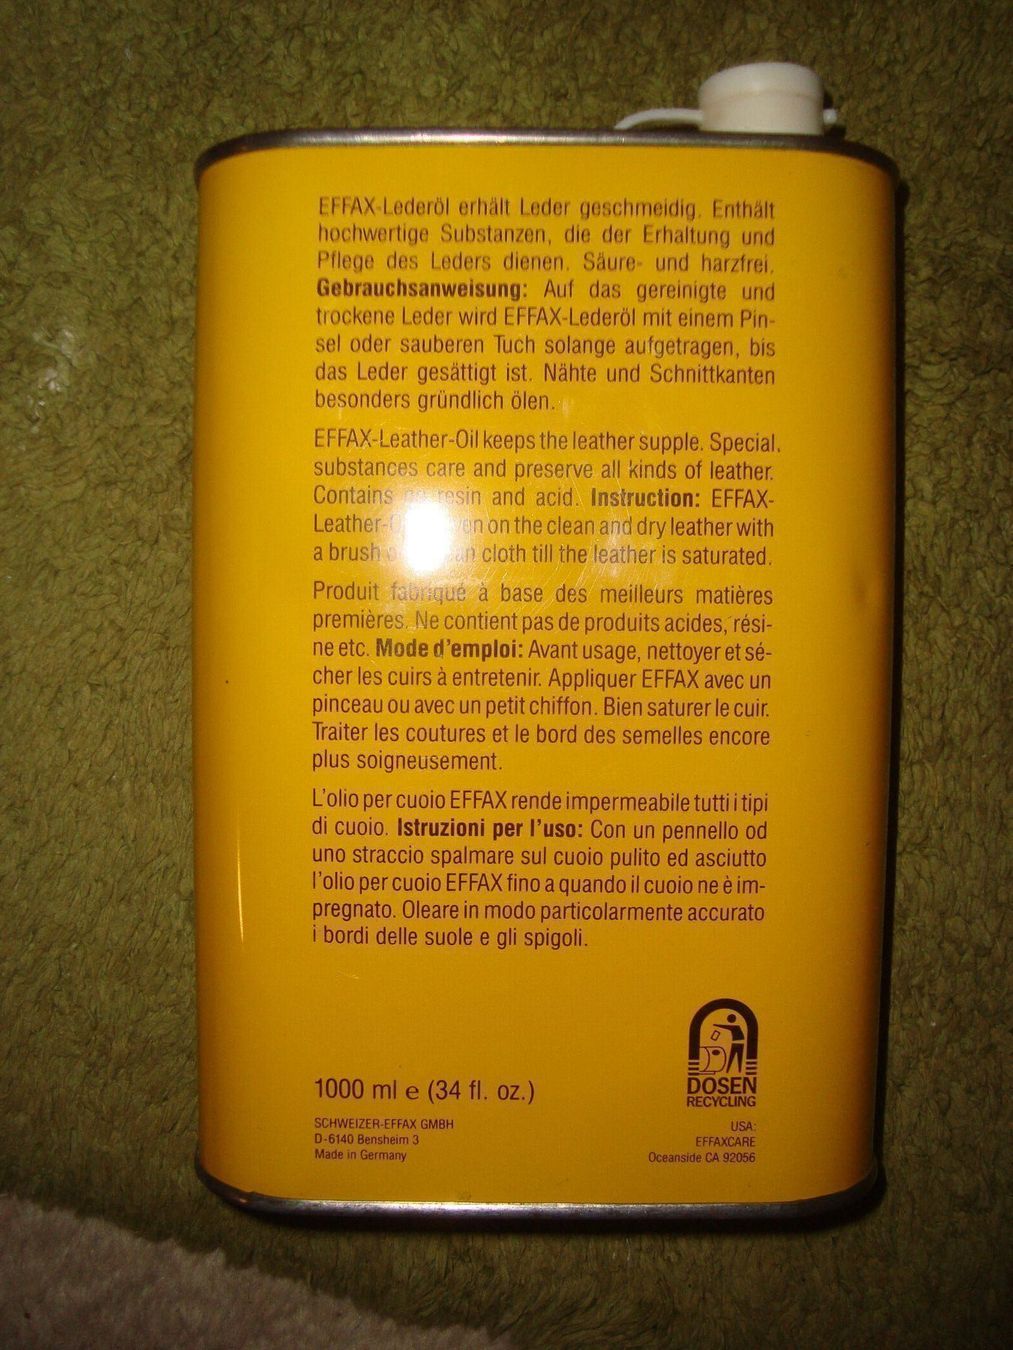 EFFAX-Lederöl erhält Leder geschmeidig. Enthält
hochwertige Substanzen, die der Erhaltung und
Pflege des Leders dienen. Säure- und harzfrei.
Gebrauchsanweisung: Auf das gereinigte und
trockene Leder wird EFFAX-Lederöl mit einem Pin-
sel oder sauberen Tuch solange aufgetragen, bis
das Leder gesättigt ist. Nähte und Schnittkanten
besonders gründlich ölen.
EFFAX-Leather-Oil keeps the leather supple. Special
substances care and preserve all kinds of leather.
Contains resin and acid. Instruction: EFFAX-
on the clean and dry leather with
a brush cloth till the leather is saturated.
Produit fabriqué à base des meilleurs matières
premières. Ne contient pas de produits acides, rési-
ne etc. Mode d'emploi: Avant usage, nettoyer et sé-
cher les cuirs à entretenir. Appliquer EFFAX avec un
pinceau ou avec un petit chiffon. Bien saturer le cuir.
Traiter les coutures et le bord des semelles encore
plus soigneusement.
L'olio per cuoio EFFAX rende impermeabile tutti i tipi
di cuoio. Istruzioni per l'uso: Con un pennello od
uno straccio spalmare sul cuoio pulito ed asciutto
l'olio per cuoio EFFAX fino a quando il cuoio ne è im-
pregnato. Oleare in modo particolarmente accurato
i bordi delle suole e gli spigoli.
1000 ml e (34 fl. oz.)
SCHWEIZER-EFFAX GMBH
D-6140 Bensheim 3
Made in Germany
DOSEN
RECYCLING
USA:
EFFAXCARE
Oceanside CA 92056